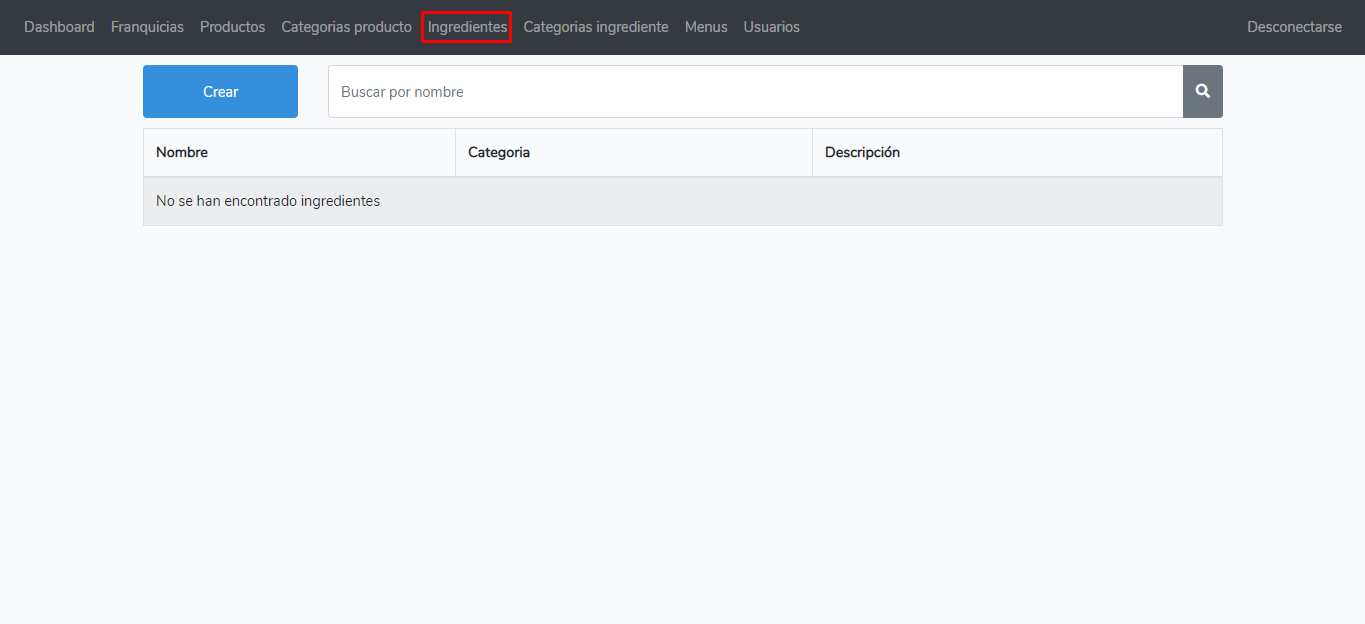 Dashboard Franquicias Productos Categorias producto Ingredientes Categorias ingrediente Menus Usuarios Desconectarse
Crear Buscar por nombre
Nombre Categoria Descripción
No se han encontrado ingredientes